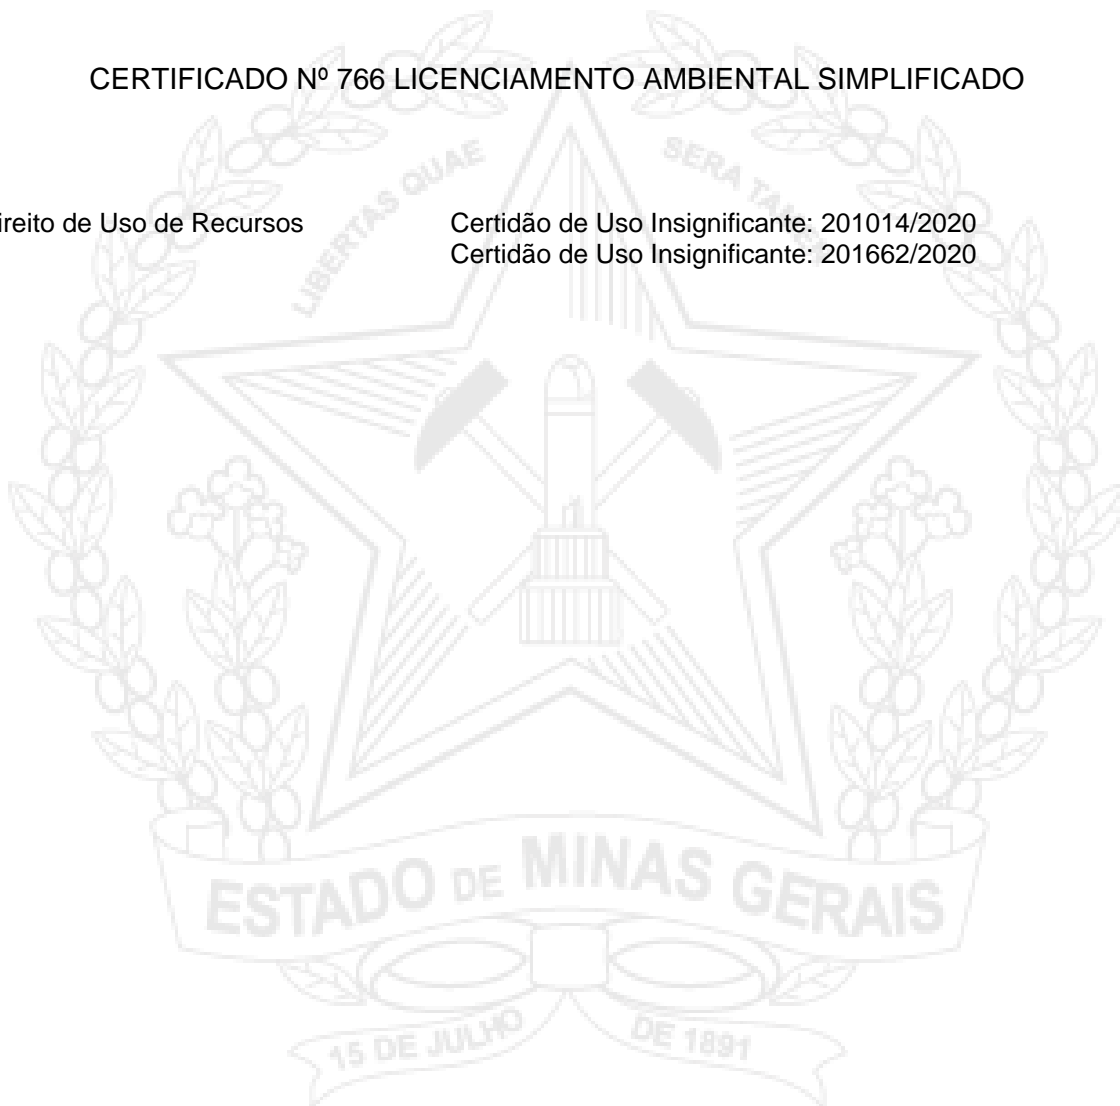 CERTIFICADO Nº 766 LICENCIAMENTO AMBIENTAL SIMPLIFICADO
LIBERTAS QUAE SERA TAMEN
ireito de Uso de Recursos Certidão de Uso Insignificante: 201014/2020
Certidão de Uso Insignificante: 201662/2020
ESTADO DE MINAS GERAIS
15 DE JULHO DE 1891